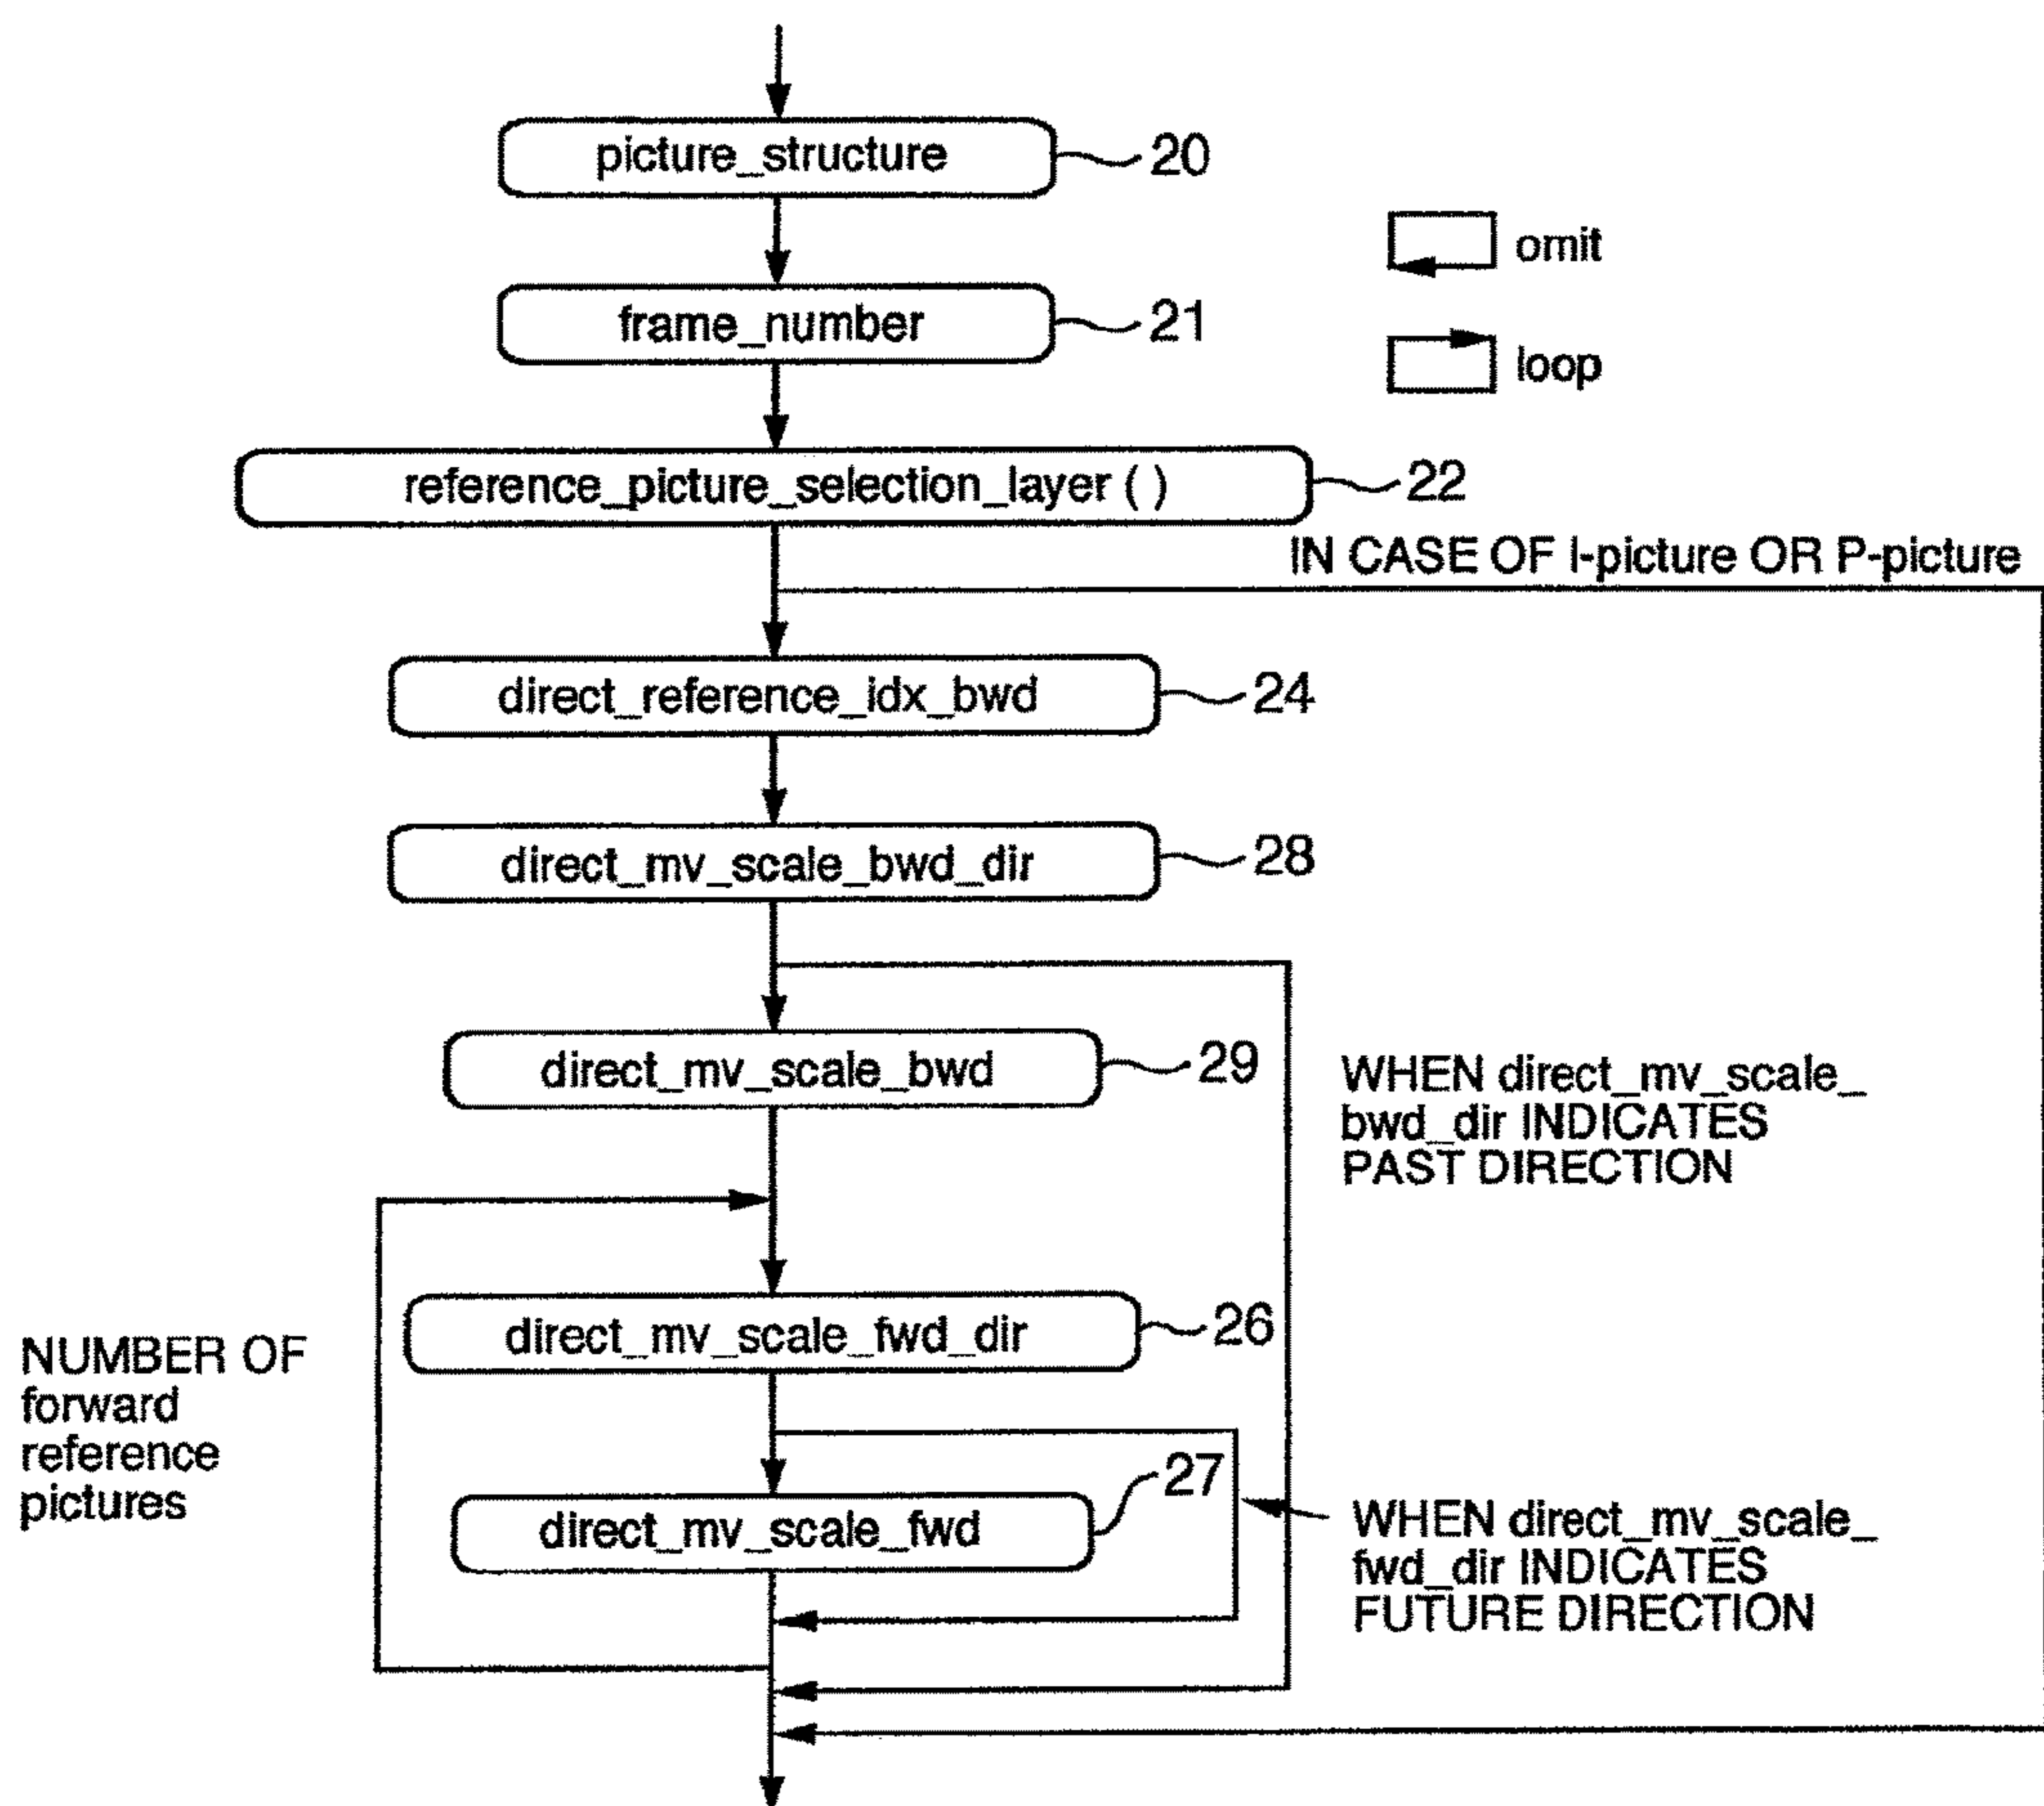 picture_structure
20
frame_number
21
omit
loop
reference_picture_selection_layer ( )
22
IN CASE OF I-picture OR P-picture
direct_reference_idx_bwd
24
direct_mv_scale_bwd_dir
28
direct_mv_scale_bwd
29
WHEN direct_mv_scale_
bwd_dir INDICATES
PAST DIRECTION
direct_mv_scale_fwd_dir
26
NUMBER OF
forward
reference
pictures
direct_mv_scale_fwd
27
WHEN direct_mv_scale_
fwd_dir INDICATES
FUTURE DIRECTION